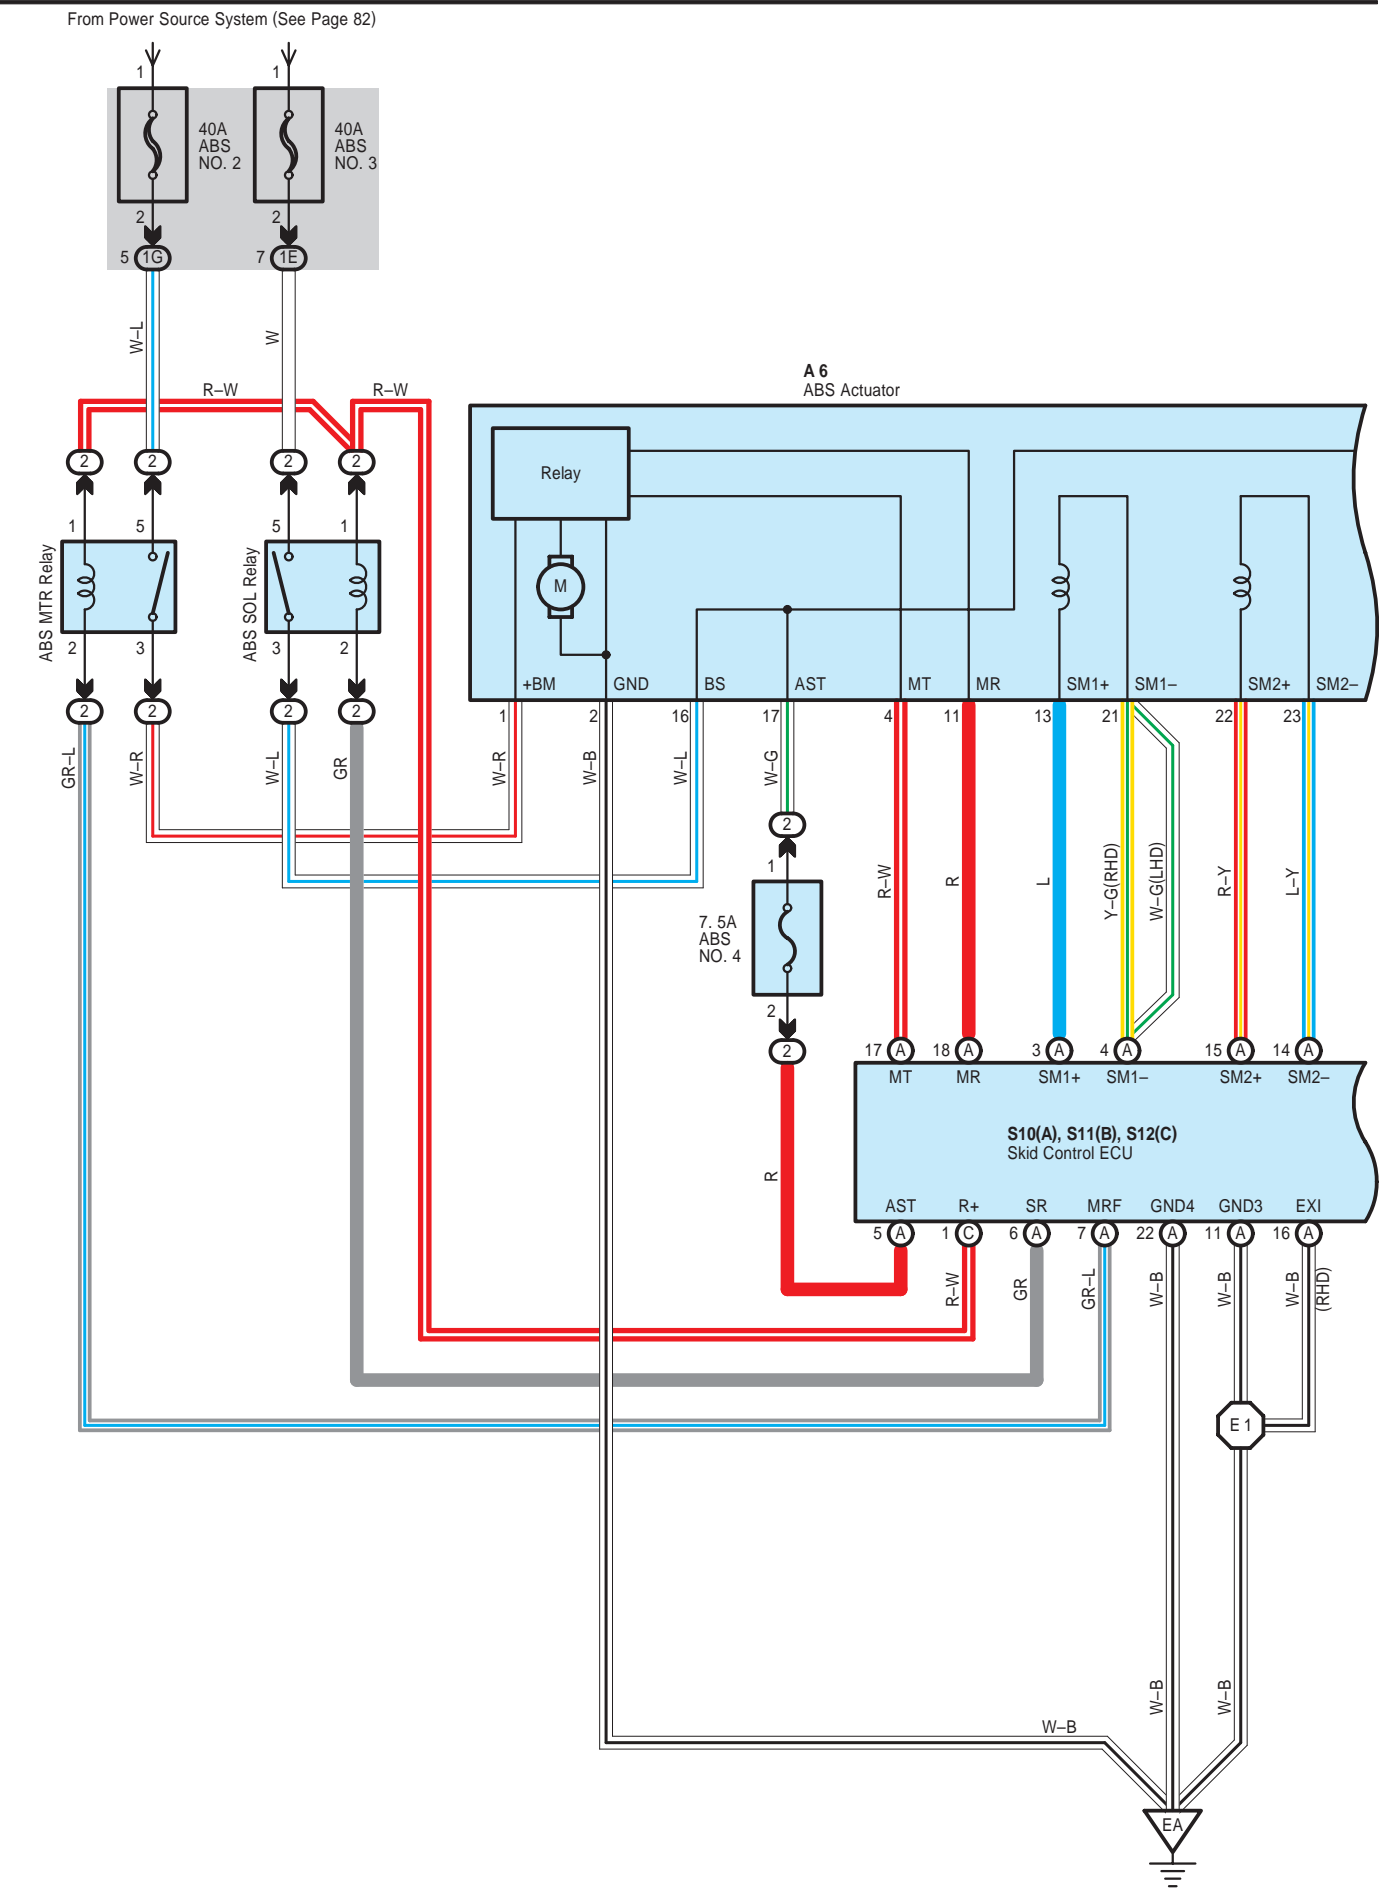 From Power Source System (See Page 82)
1
1
40A
ABS
NO. 2
40A
ABS
NO. 3
2
2
5
1G
7
1E
W–L
W
R–W
R–W
A 6
ABS Actuator
2
2
2
2
Relay
1
5
5
1
ABS MTR Relay
ABS SOL Relay
M
2
3
3
2
+BM
GND
BS
AST
MT
MR
SM1+
SM1–
SM2+
SM2–
2
2
2
2
1
2
16
17
4
11
13
21
22
23
GR–L
W–R
W–L
GR
W–R
W–B
W–L
W–G
2
1
R–W
R
L
Y–G(RHD)
W–G(LHD)
R–Y
L–Y
7. 5A
ABS
NO. 4
2
2
17
A
18
A
3
A
4
A
15
A
14
A
MT
MR
SM1+
SM1–
SM2+
SM2–
S10(A), S11(B), S12(C)
Skid Control ECU
R
AST
R+
SR
MRF
GND4
GND3
EXI
5
A
1
C
6
A
7
A
22
A
11
A
16
A
R–W
GR
GR–L
W–B
W–B
W–B
(RHD)
E 1
W–B
W–B
W–B
EA